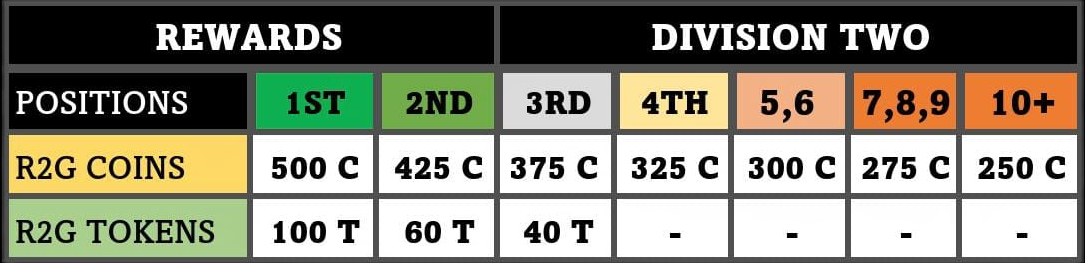 REWARDS DIVISION TWO
POSITIONS 1ST 2ND 3RD 4TH 5,6 7,8,9 10+
R2G COINS 500 C 425 C 375 C 325 C 300 C 275 C 250 C
R2G TOKENS 100 T 60 T 40 T - - - -